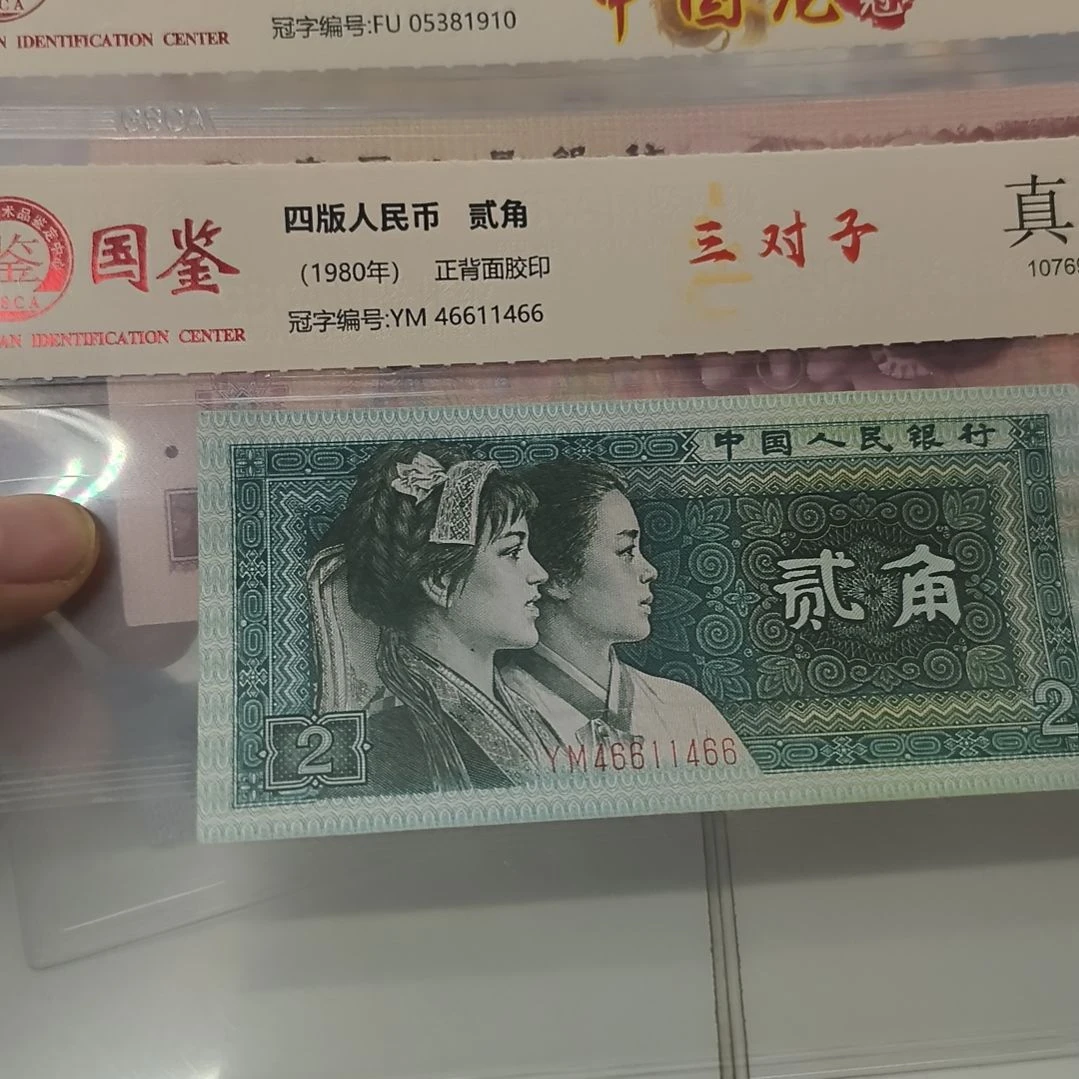 N IDENTIFICATION CENTER
冠字编号:FU 05381910
国鉴
AN IDENTIFICATION CENTER
四版人民币 贰角
(1980年) 正背面胶印
冠字编号:YM 46611466
三对子
真
10769
中国人民银行
贰角
2
YM46611466
2